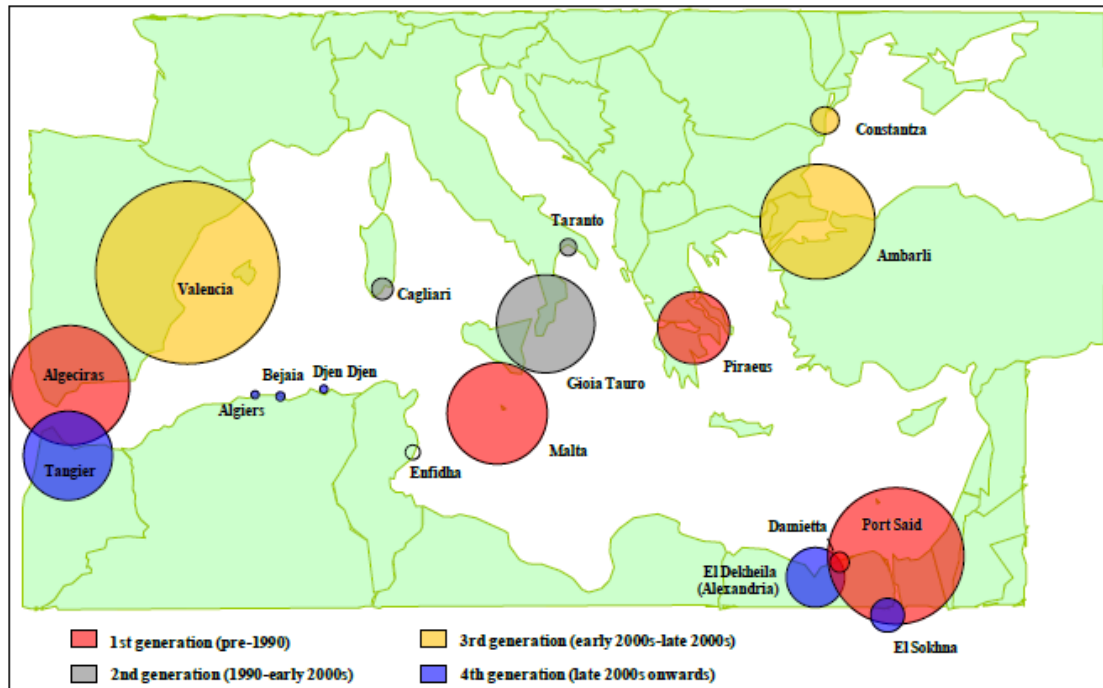 Constantza
Taranto
Ambarli
Valencia
Cagliari
Piraeus
Algeciras
Gioia Tauro
Djen Djen
Bejaia
Algiers
Malta
Enfidha
Tangier
Damietta
Port Said
El Dekheila
(Alexandria)
El Sokhna
1st generation (pre-1990)
3rd generation (early 2000s-late 2000s)
2nd generation (1990-early 2000s)
4th generation (late 2000s onwards)